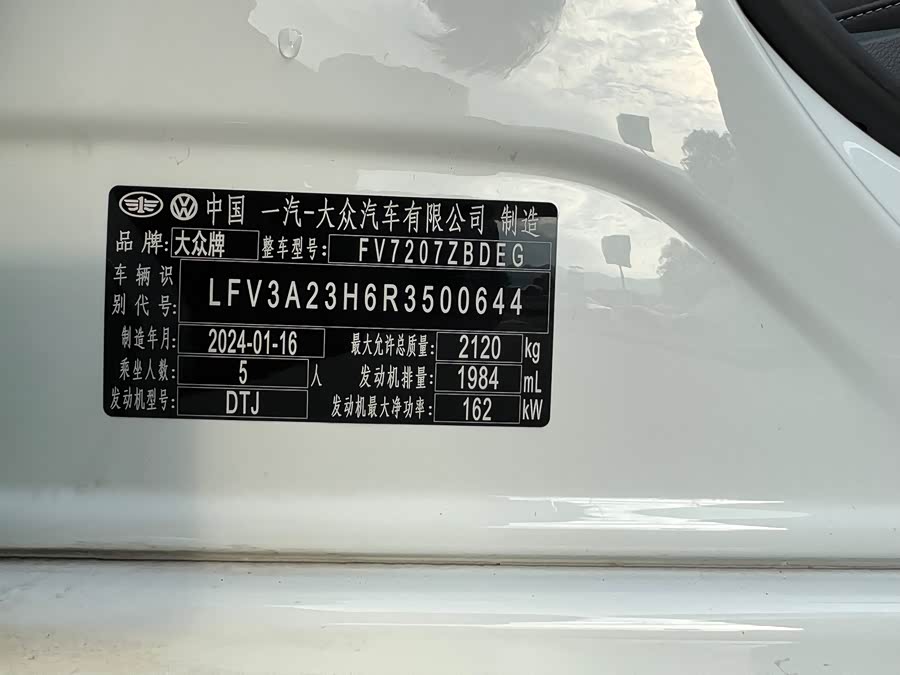 中国 一汽-大众汽车有限公司 制造
品牌: 大众牌 整车型号: FV7207ZBDEG
车辆识别代号: LFV3A23H6R3500644
制造年月: 2024-01-16 最大允许总质量: 2120 kg
乘坐人数: 5 人 发动机排量: 1984 mL
发动机型号: DTJ 发动机最大净功率: 162 kW